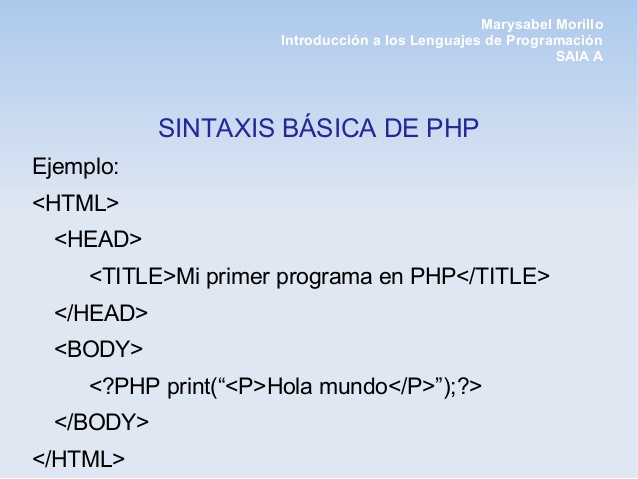 Marysabel Morillo
Introducción a los Lenguajes de Programación
SAIA A
SINTAXIS BÁSICA DE PHP
Ejemplo:
<HTML>
<HEAD>
<TITLE>Mi primer programa en PHP</TITLE>
</HEAD>
<BODY>
<?PHP print(“<P>Hola mundo</P>”);?>
</BODY>
</HTML>